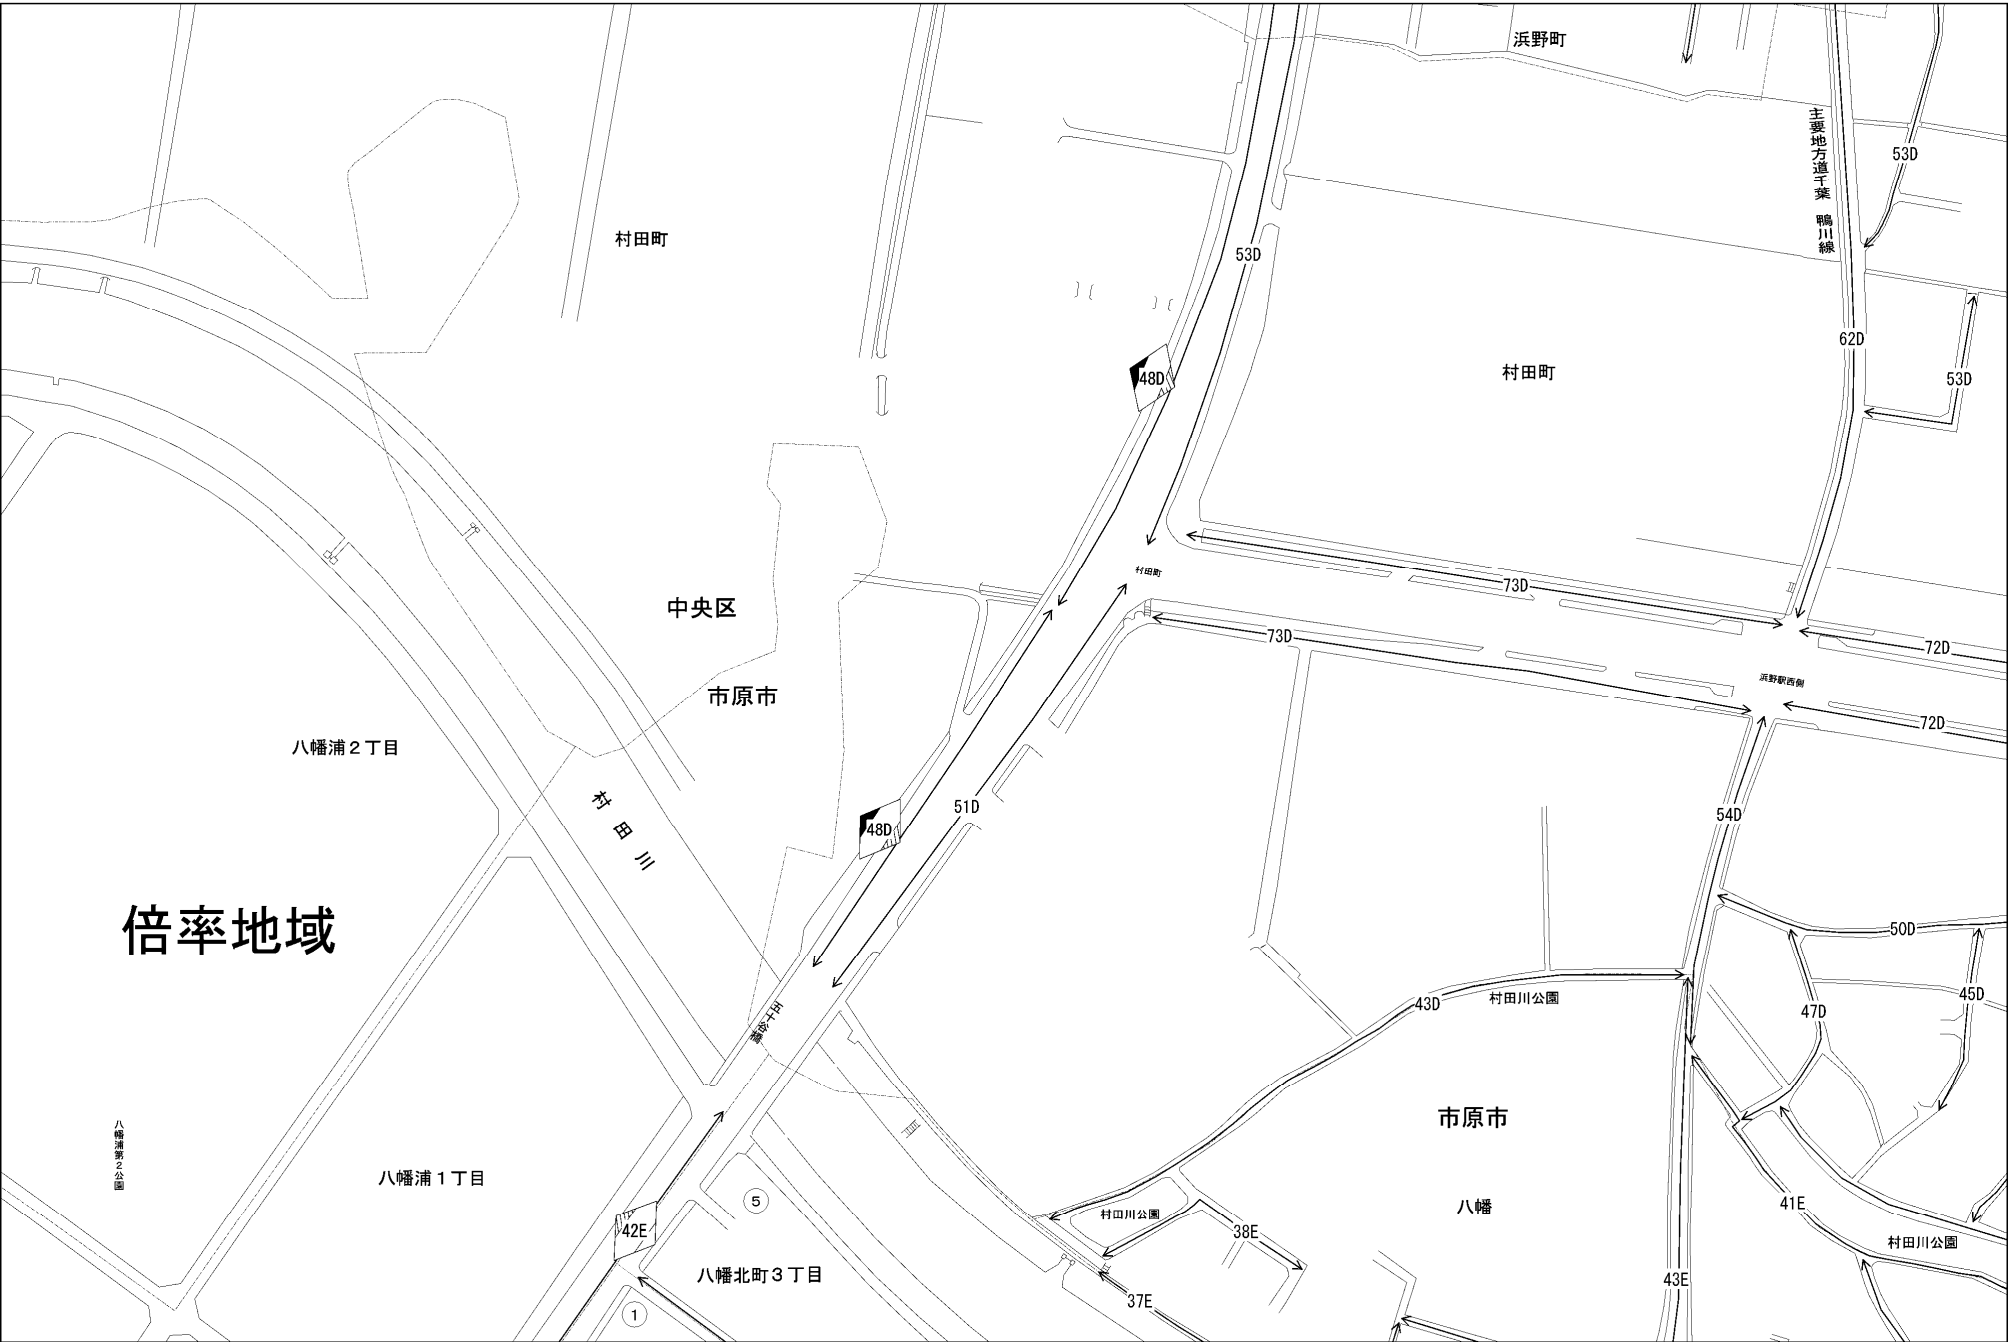 浜野町
主要地方道千葉 鴨川線
53D
村田町
53D
62D
村田町
48D
53D
村田町
73D
中央区
73D
72D
浜野駅西側
市原市
72D
八幡浦2丁目
村田川
51D
54D
48D
倍率地域
50D
45D
村田川公園
43D
47D
五十谷橋
市原市
八幡浦第2公園
八幡浦1丁目
5
41E
八幡
村田川公園
42E
38E
村田川公園
八幡北町3丁目
43E
37E
1